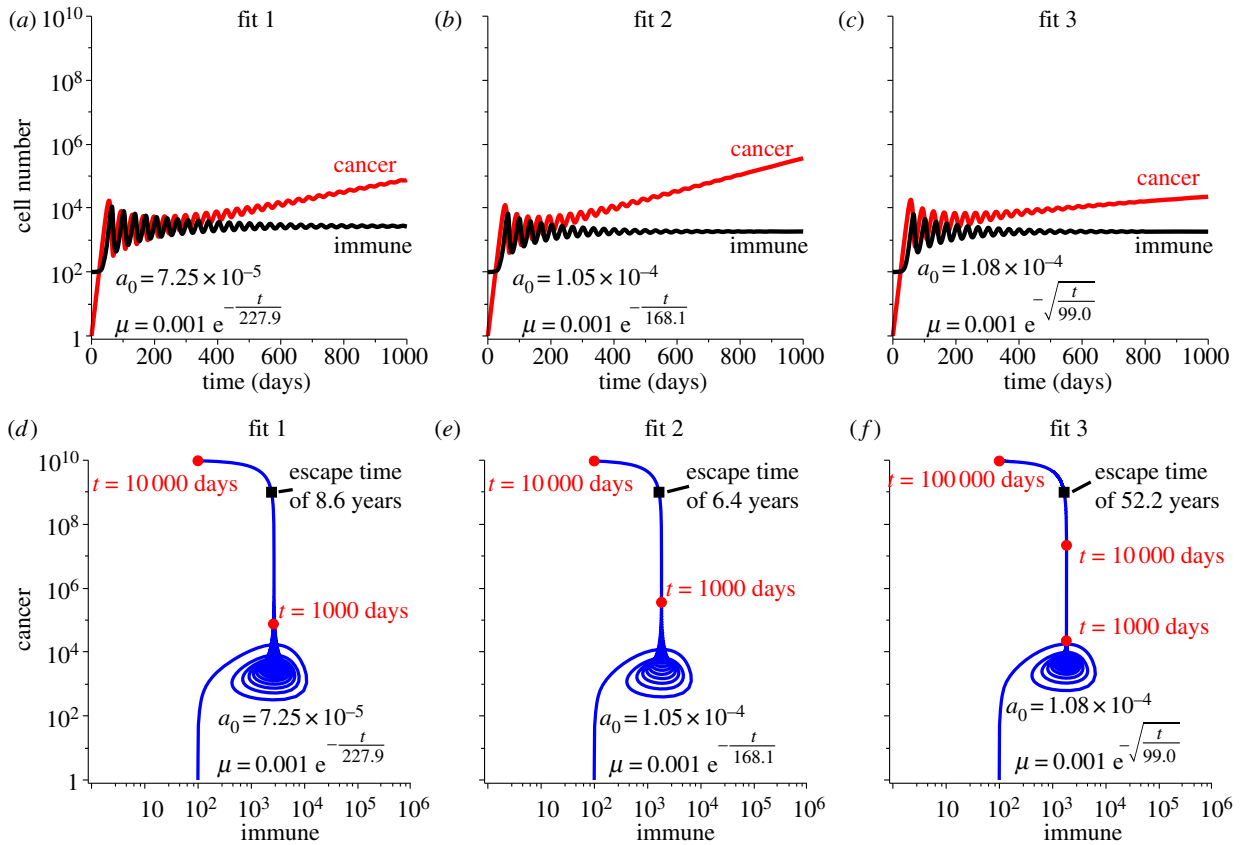 (a) fit 1
10^10
10^8
10^6
10^4
10^2
1
cell number
cancer
immune
a_0 = 7.25 × 10^–5
μ = 0.001 e^–t/227.9
0 200 400 600 800 1000
time (days)
(b) fit 2
cancer
immune
a_0 = 1.05 × 10^–4
μ = 0.001 e^–t/168.1
0 200 400 600 800 1000
time (days)
(c) fit 3
cancer
immune
a_0 = 1.08 × 10^–4
μ = 0.001 e^–√(t/99.0)
0 200 400 600 800 1000
time (days)
(d) fit 1
10^10
10^8
10^6
10^4
10^2
1
cancer
t = 10 000 days
escape time
of 8.6 years
t = 1000 days
a_0 = 7.25 × 10^–5
μ = 0.001 e^–t/227.9
10 10^2 10^3 10^4 10^5 10^6
immune
(e) fit 2
t = 10 000 days
escape time
of 6.4 years
t = 1000 days
a_0 = 1.05 × 10^–4
μ = 0.001 e^–t/168.1
10 10^2 10^3 10^4 10^5 10^6
immune
(f) fit 3
t = 100 000 days
escape time
of 52.2 years
t = 10 000 days
t = 1000 days
a_0 = 1.08 × 10^–4
μ = 0.001 e^–√(t/99.0)
10 10^2 10^3 10^4 10^5 10^6
immune